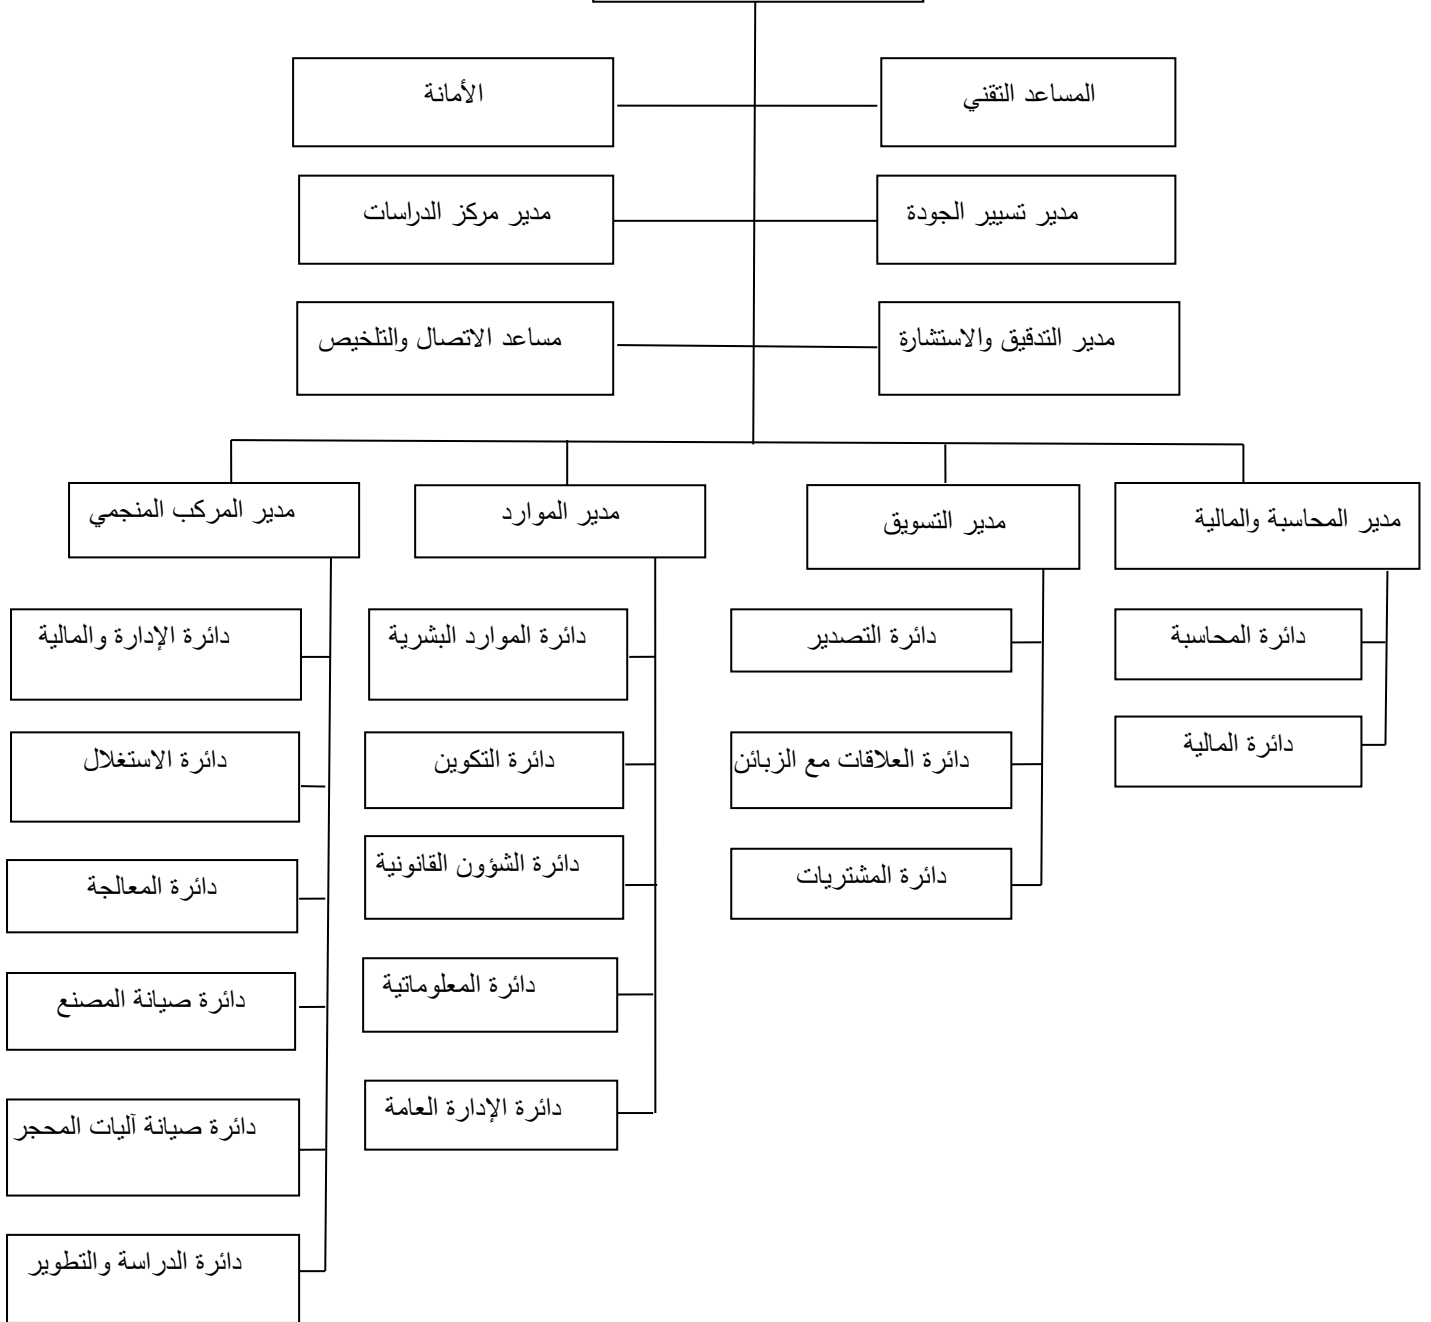 المساعد التقني
الأمانة
مدير تسيير الجودة
مدير مركز الدراسات
مدير التدقيق والاستشارة
مساعد الاتصال والتلخيص
مدير المحاسبة والمالية
مدير التسويق
مدير الموارد
مدير المركب المنجمي
دائرة المحاسبة
دائرة التصدير
دائرة الموارد البشرية
دائرة الإدارة والمالية
دائرة المالية
دائرة العلاقات مع الزبائن
دائرة التكوين
دائرة الاستغلال
دائرة المشتريات
دائرة الشؤون القانونية
دائرة المعالجة
دائرة المعلوماتية
دائرة صيانة المصنع
دائرة الإدارة العامة
دائرة صيانة آليات المحجر
دائرة الدراسة والتطوير